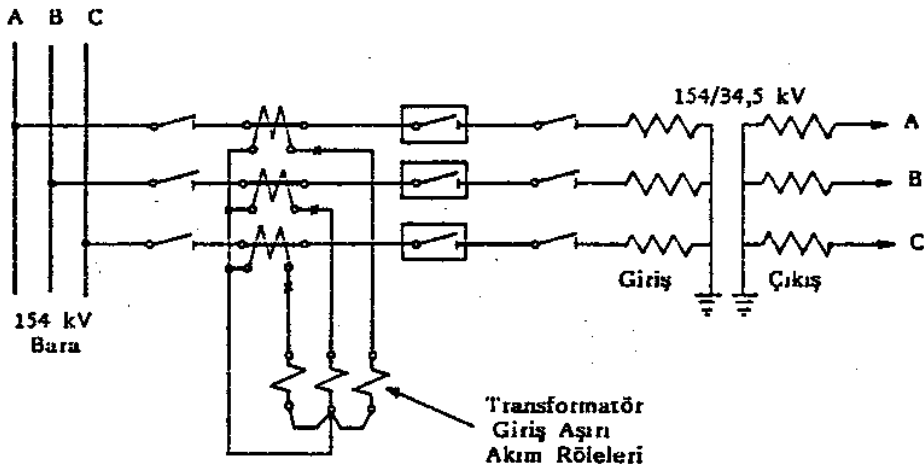 A B C
154/34,5 kV
A
B
C
Giriş
Çıkış
154 kV
Bara
Transformatör
Giriş Aşırı
Akım Röleleri